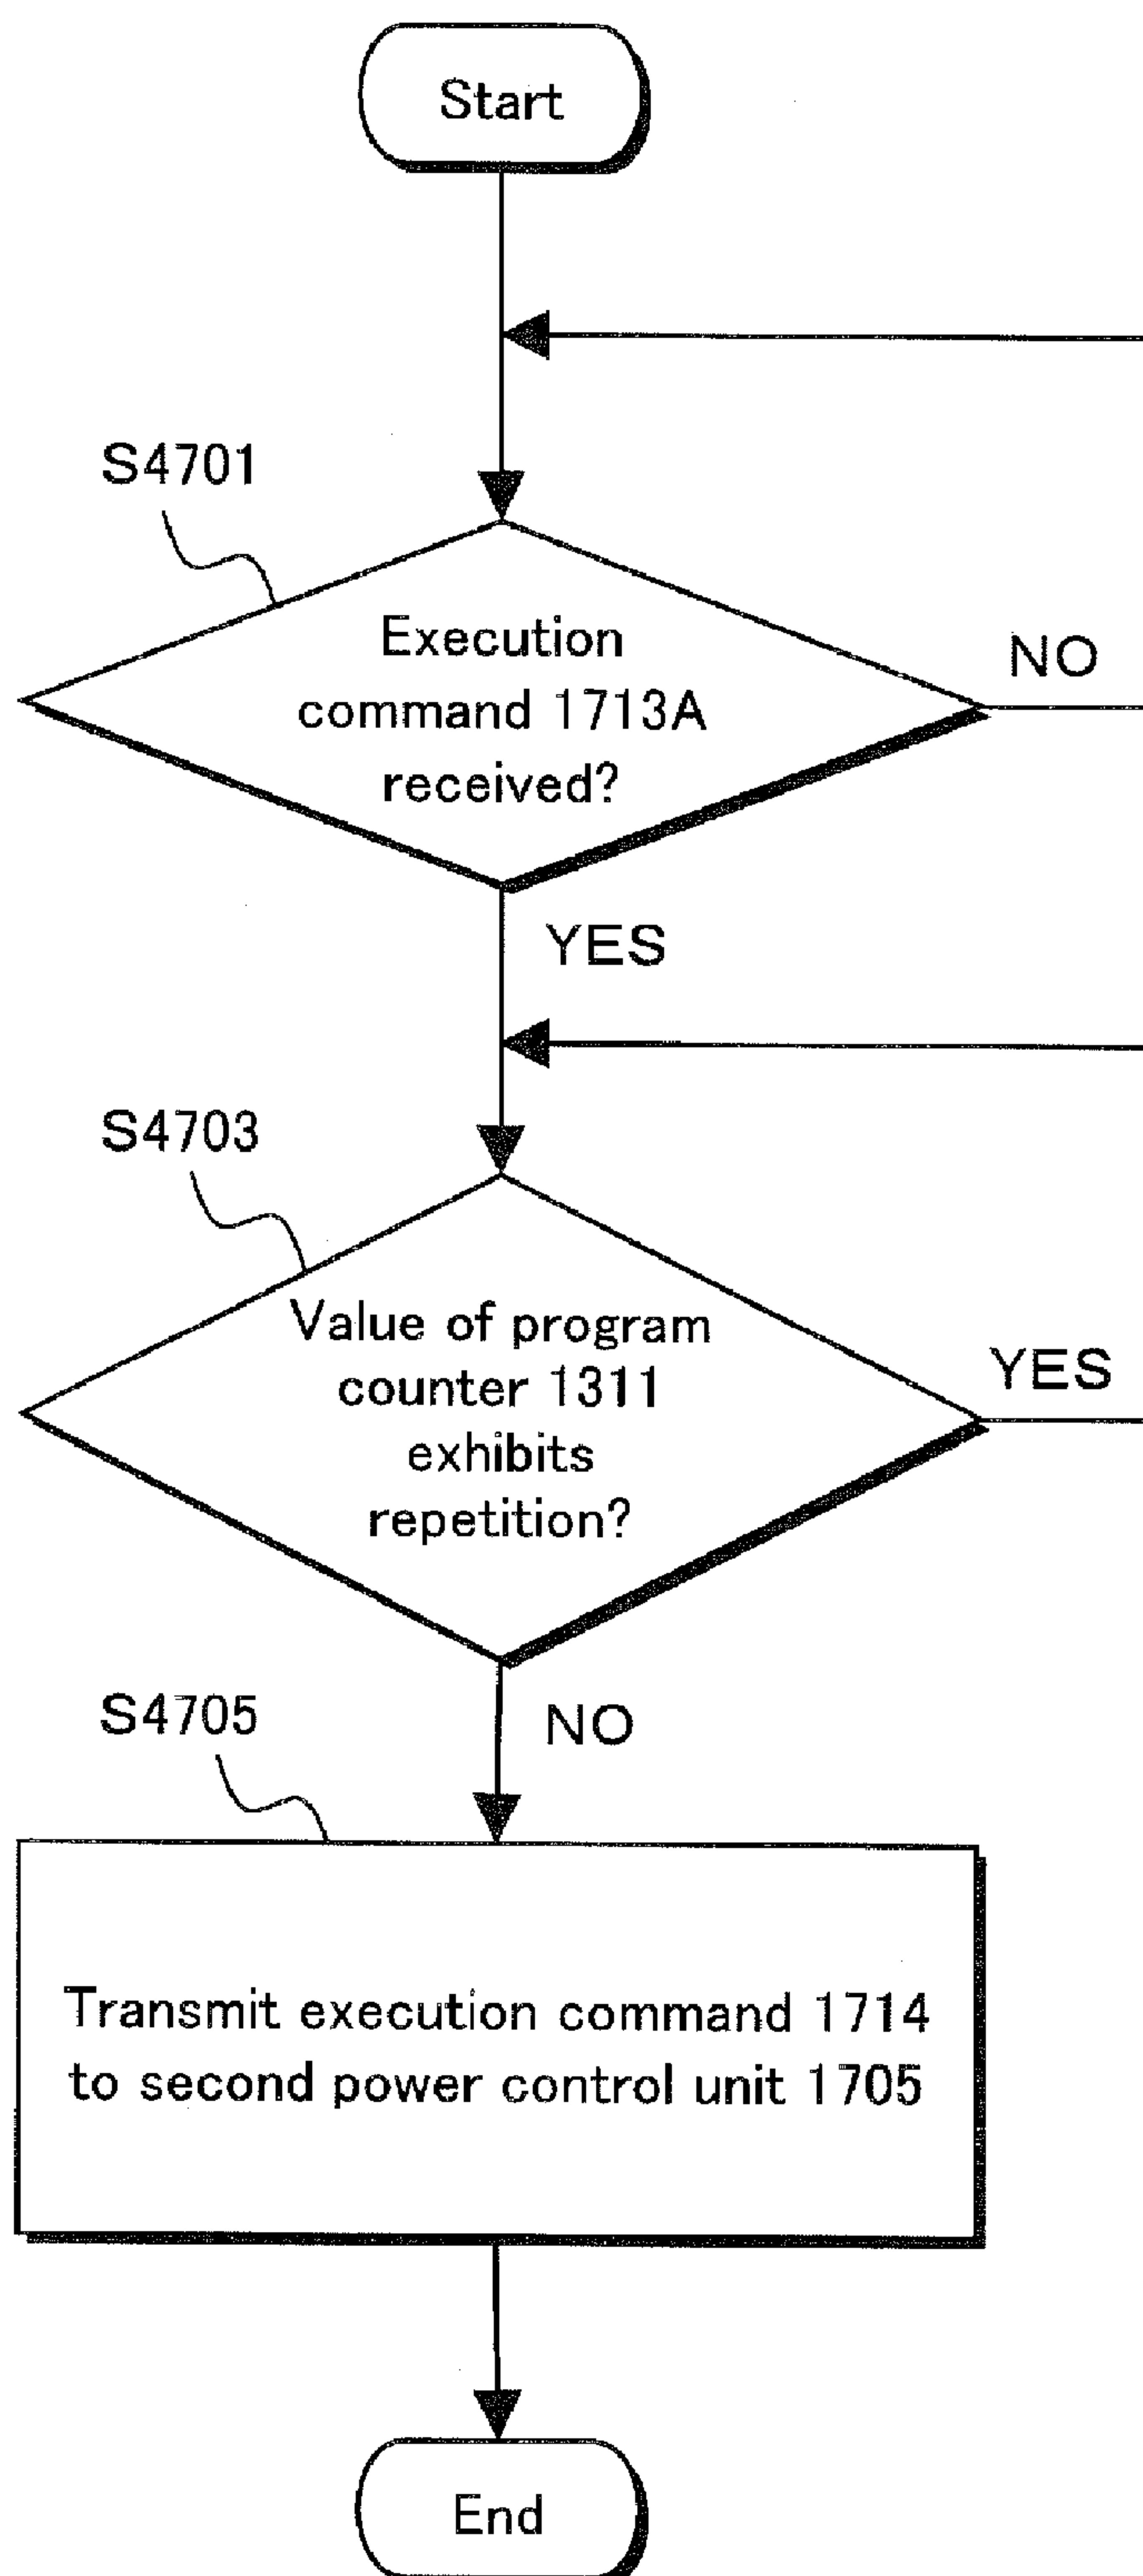 Start
S4701
Execution
command 1713A
received?
NO
YES
S4703
Value of program
counter 1311
exhibits
repetition?
YES
NO
S4705
Transmit execution command 1714
to second power control unit 1705
End